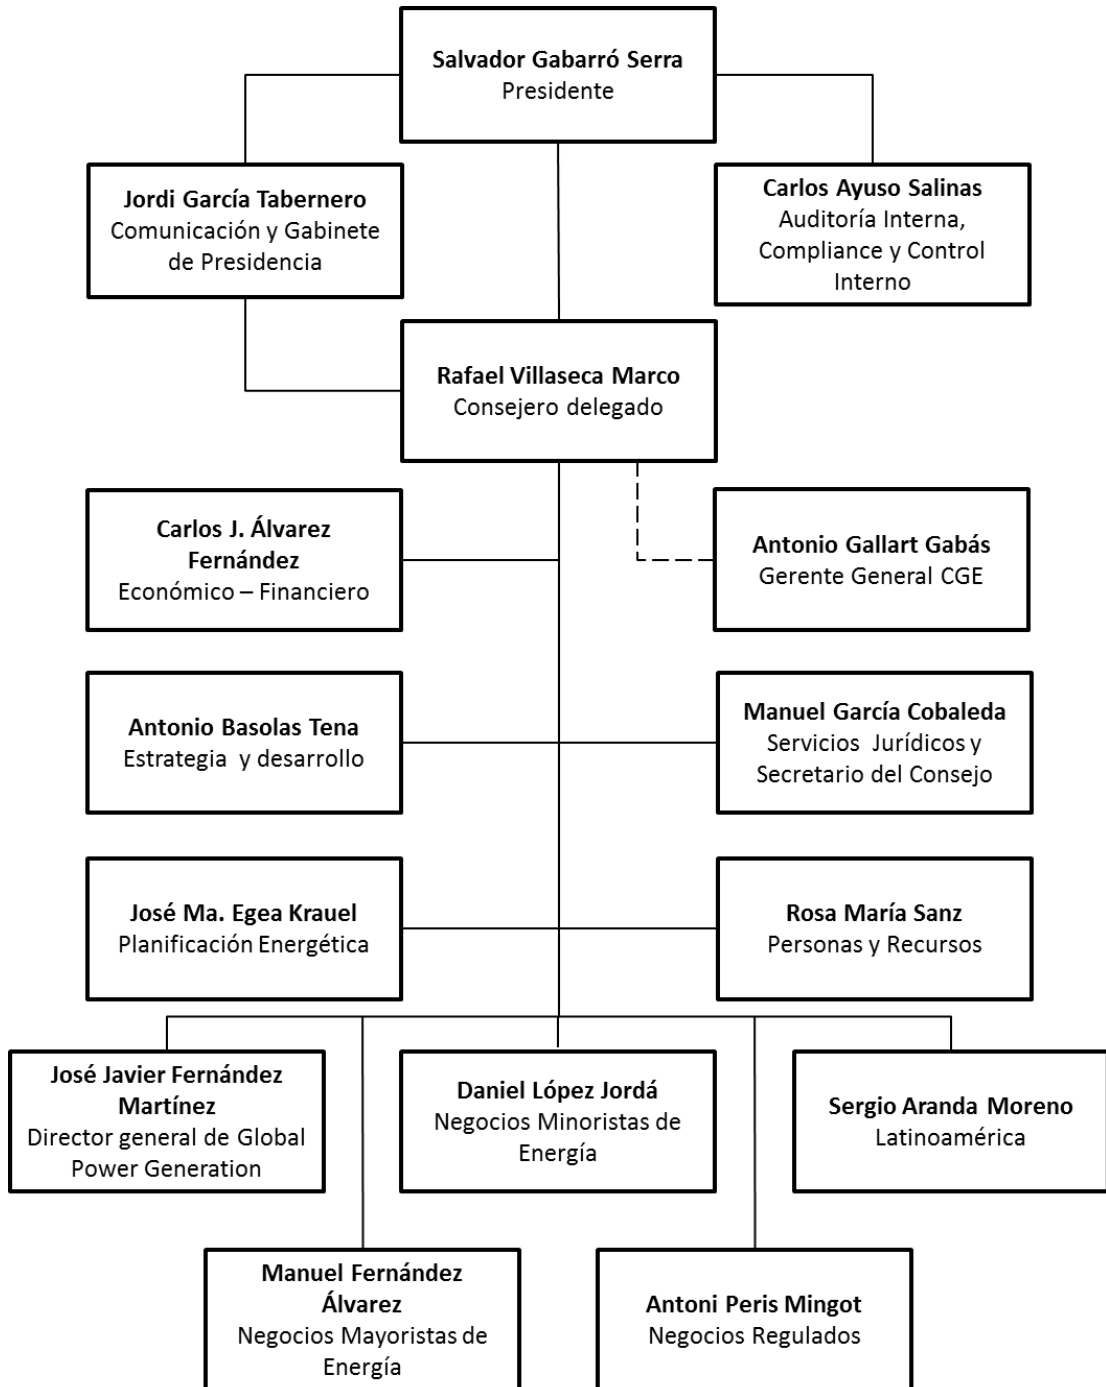 Salvador Gabarró Serra
Presidente
Jordi García Tabernero
Comunicación y Gabinete
de Presidencia
Carlos Ayuso Salinas
Auditoría Interna,
Compliance y Control
Interno
Rafael Villaseca Marco
Consejero delegado
Carlos J. Álvarez
Fernández
Económico – Financiero
Antonio Gallart Gabás
Gerente General CGE
Antonio Basolas Tena
Estrategia y desarrollo
Manuel García Cobaleda
Servicios Jurídicos y
Secretario del Consejo
José Ma. Egea Krauel
Planificación Energética
Rosa María Sanz
Personas y Recursos
José Javier Fernández
Martínez
Director general de Global
Power Generation
Daniel López Jordá
Negocios Minoristas de
Energía
Sergio Aranda Moreno
Latinoamérica
Manuel Fernández
Álvarez
Negocios Mayoristas de
Energía
Antoni Peris Mingot
Negocios Regulados